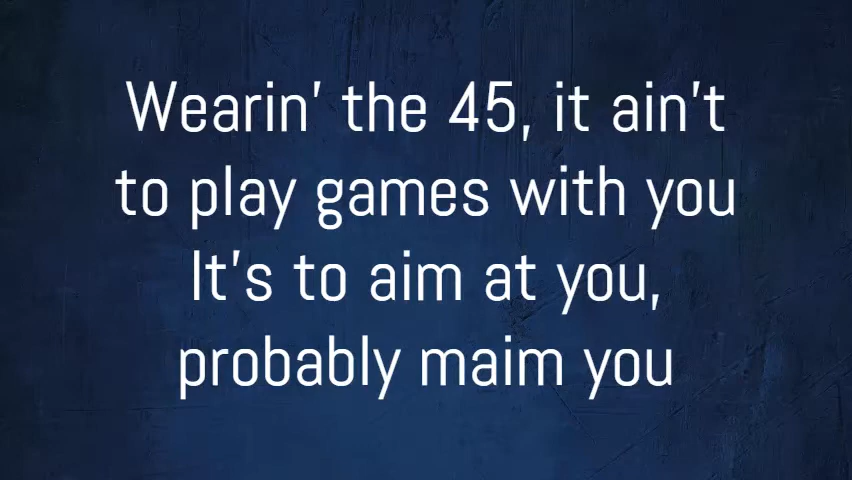 Wearin’ the 45, it ain’t
to play games with you
It’s to aim at you,
probably maim you